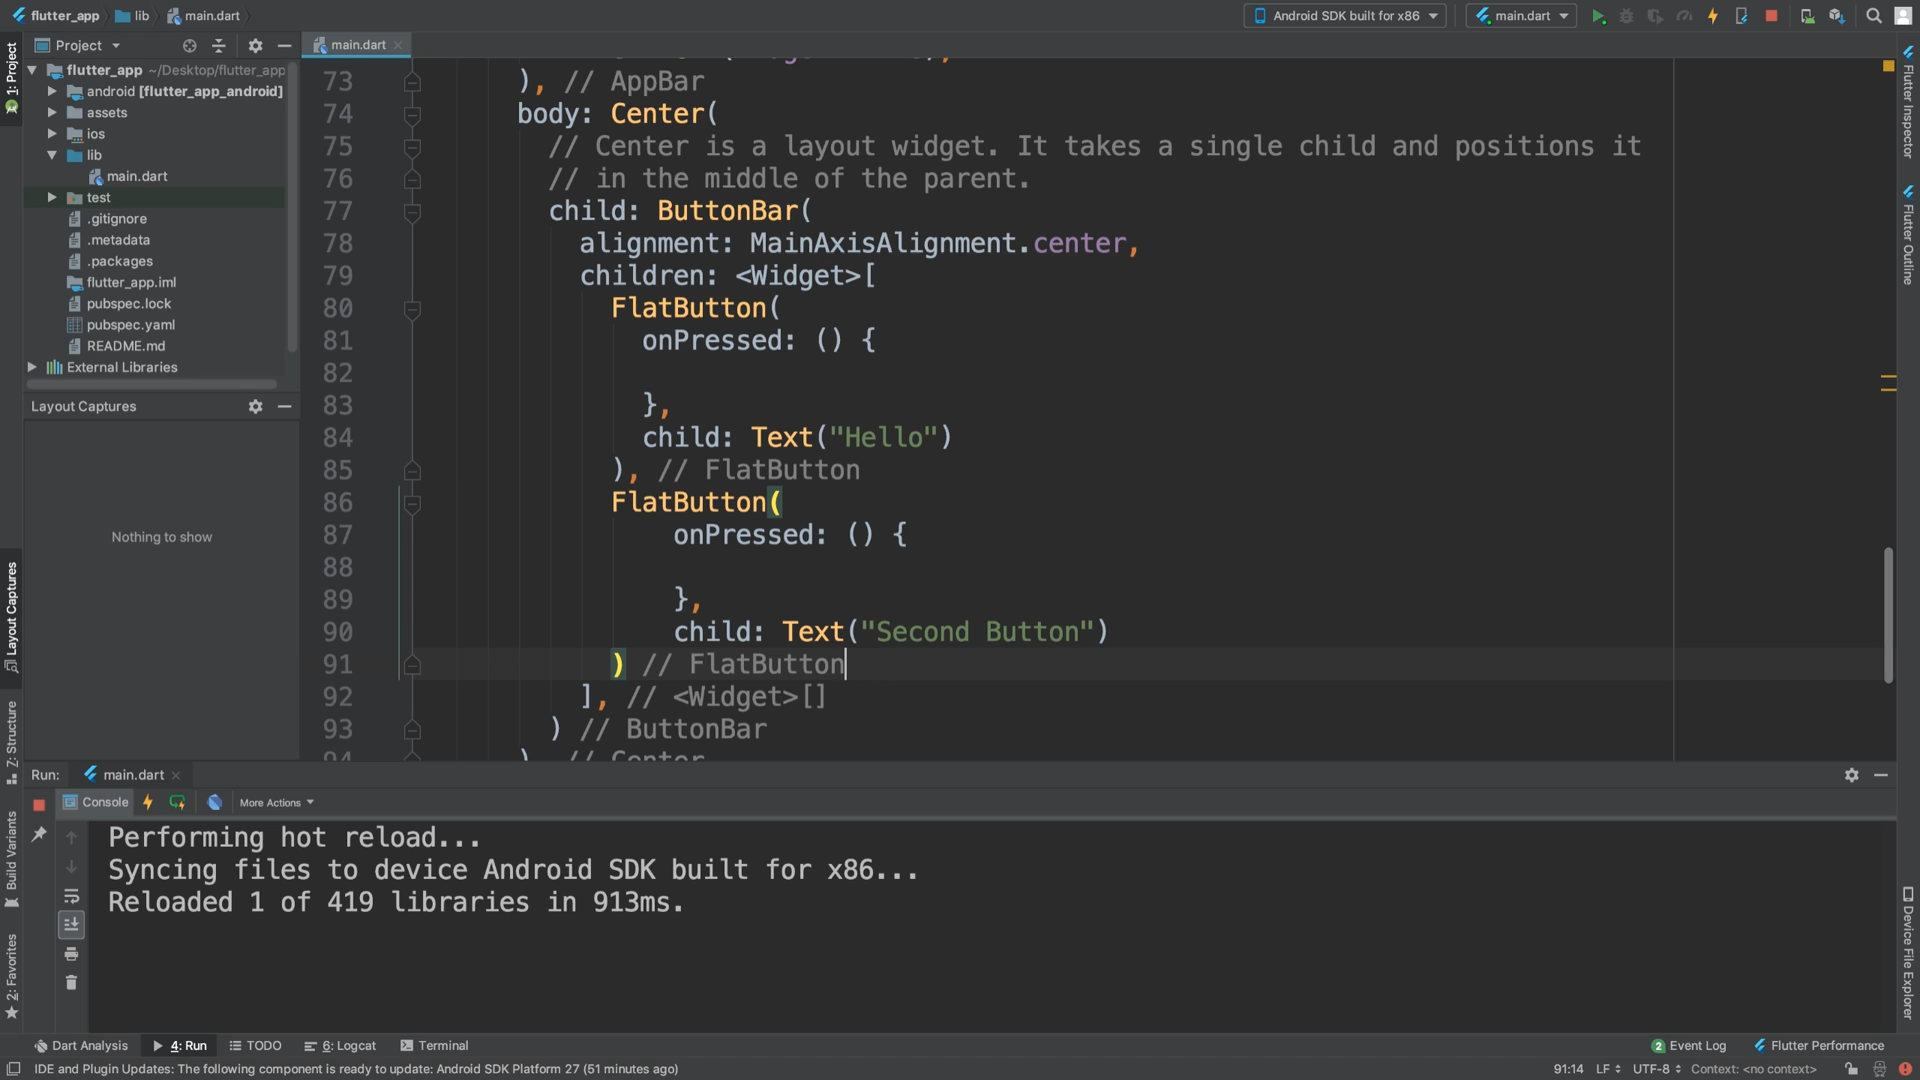 flutter_app
lib
main.dart
Android SDK built for x86
main.dart
Project
main.dart
1: Project
flutter_app ~/Desktop/flutter_app
android [flutter_app_android]
assets
ios
lib
main.dart
test
.gitignore
.metadata
.packages
flutter_app.iml
pubspec.lock
pubspec.yaml
README.md
External Libraries
Layout Captures
Nothing to show
Layout Captures
Z: Structure
Build Variants
2: Favorites
73 ), // AppBar
74 body: Center(
75 // Center is a layout widget. It takes a single child and positions it
76 // in the middle of the parent.
77 child: ButtonBar(
78 alignment: MainAxisAlignment.center,
79 children: <Widget>[
80 FlatButton(
81 onPressed: () {
82
83 },
84 child: Text("Hello")
85 ), // FlatButton
86 FlatButton(
87 onPressed: () {
88
89 },
90 child: Text("Second Button")
91 ) // FlatButton
92 ], // <Widget>[]
93 ) // ButtonBar
94 ) // Center
Flutter Inspector
Flutter Outline
Device File Explorer
Run:
main.dart
Console
More Actions
Performing hot reload...
Syncing files to device Android SDK built for x86...
Reloaded 1 of 419 libraries in 913ms.
Dart Analysis
4: Run
TODO
6: Logcat
Terminal
2 Event Log
Flutter Performance
IDE and Plugin Updates: The following component is ready to update: Android SDK Platform 27 (51 minutes ago)
91:14
LF
UTF-8
Context: <no context>